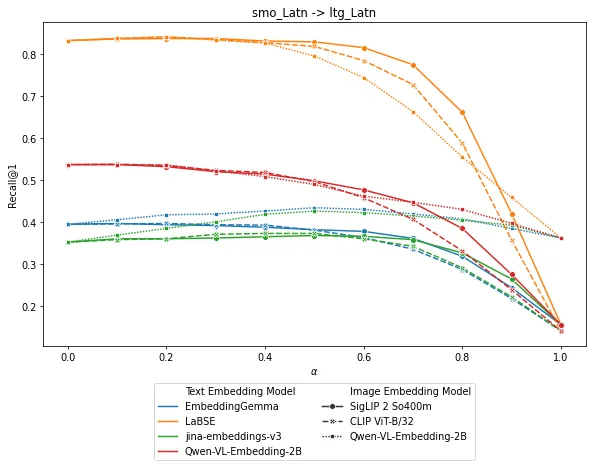 smo_Latn -> ltg_Latn
Recall@1
0.8
0.7
0.6
0.5
0.4
0.3
0.2
0.0 0.2 0.4 0.6 0.8 1.0
α
Text Embedding Model Image Embedding Model
EmbeddingGemma SigLIP 2 So400m
LaBSE CLIP ViT-B/32
jina-embeddings-v3 Qwen-VL-Embedding-2B
Qwen-VL-Embedding-2B